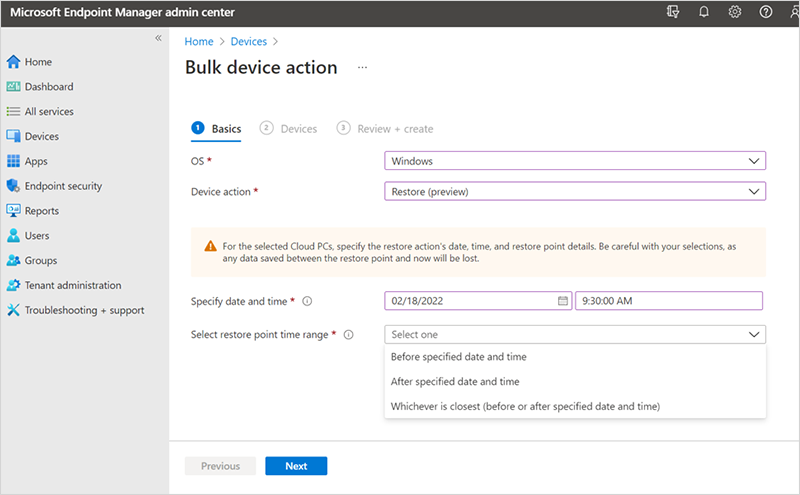 Microsoft Endpoint Manager admin center
«
Home
Dashboard
All services
Devices
Apps
Endpoint security
Reports
Users
Groups
Tenant administration
Troubleshooting + support
Home > Devices >
Bulk device action ...
1 Basics 2 Devices 3 Review + create
OS * Windows
Device action * Restore (preview)
For the selected Cloud PCs, specify the restore action's date, time, and restore point details. Be careful with your selections, as
any data saved between the restore point and now will be lost.
Specify date and time * 02/18/2022 9:30:00 AM
Select restore point time range * Select one
Before specified date and time
After specified date and time
Whichever is closest (before or after specified date and time)
Previous Next